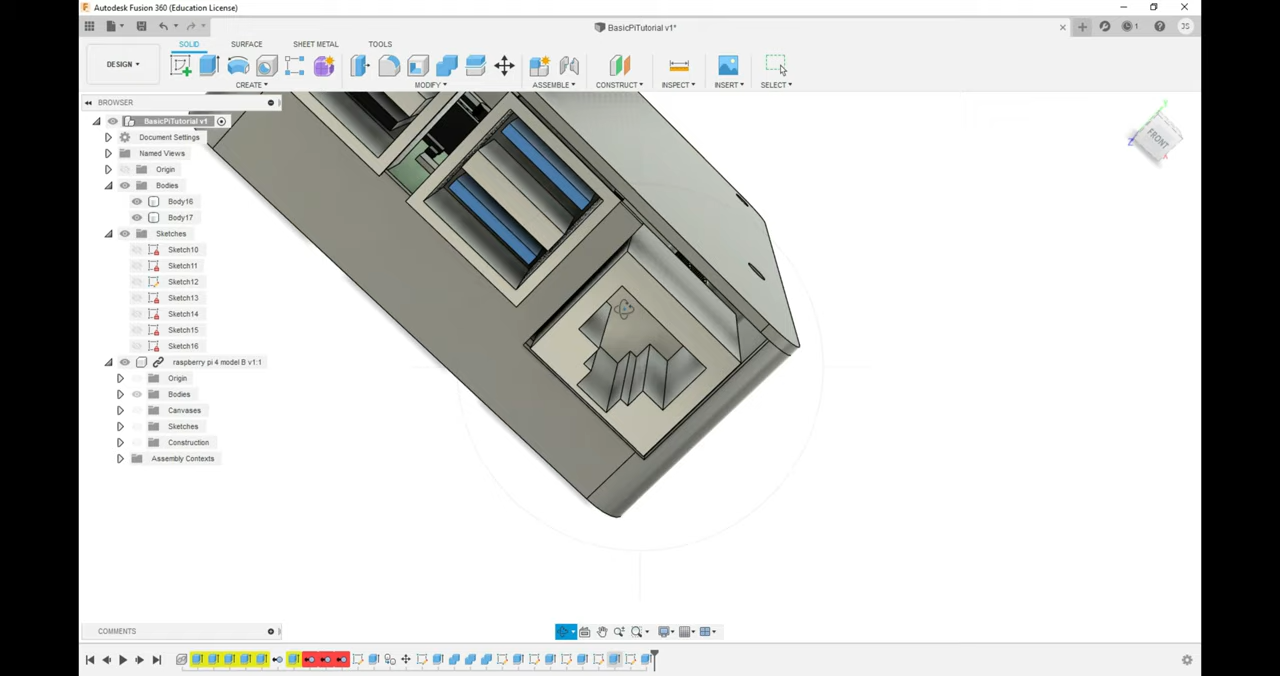 Autodesk Fusion 360 (Education License)
BasicPiTutorial v1*
1
JS
SOLID SURFACE SHEET METAL TOOLS
DESIGN
CREATE MODIFY ASSEMBLE CONSTRUCT INSPECT INSERT SELECT
BROWSER
BasicPiTutorial v1
Document Settings
Named Views
Origin
Bodies
Body16
Body17
Sketches
Sketch10
Sketch11
Sketch12
Sketch13
Sketch14
Sketch15
Sketch16
raspberry pi 4 model B v1:1
Origin
Bodies
Canvases
Sketches
Construction
Assembly Contexts
FRONT
COMMENTS